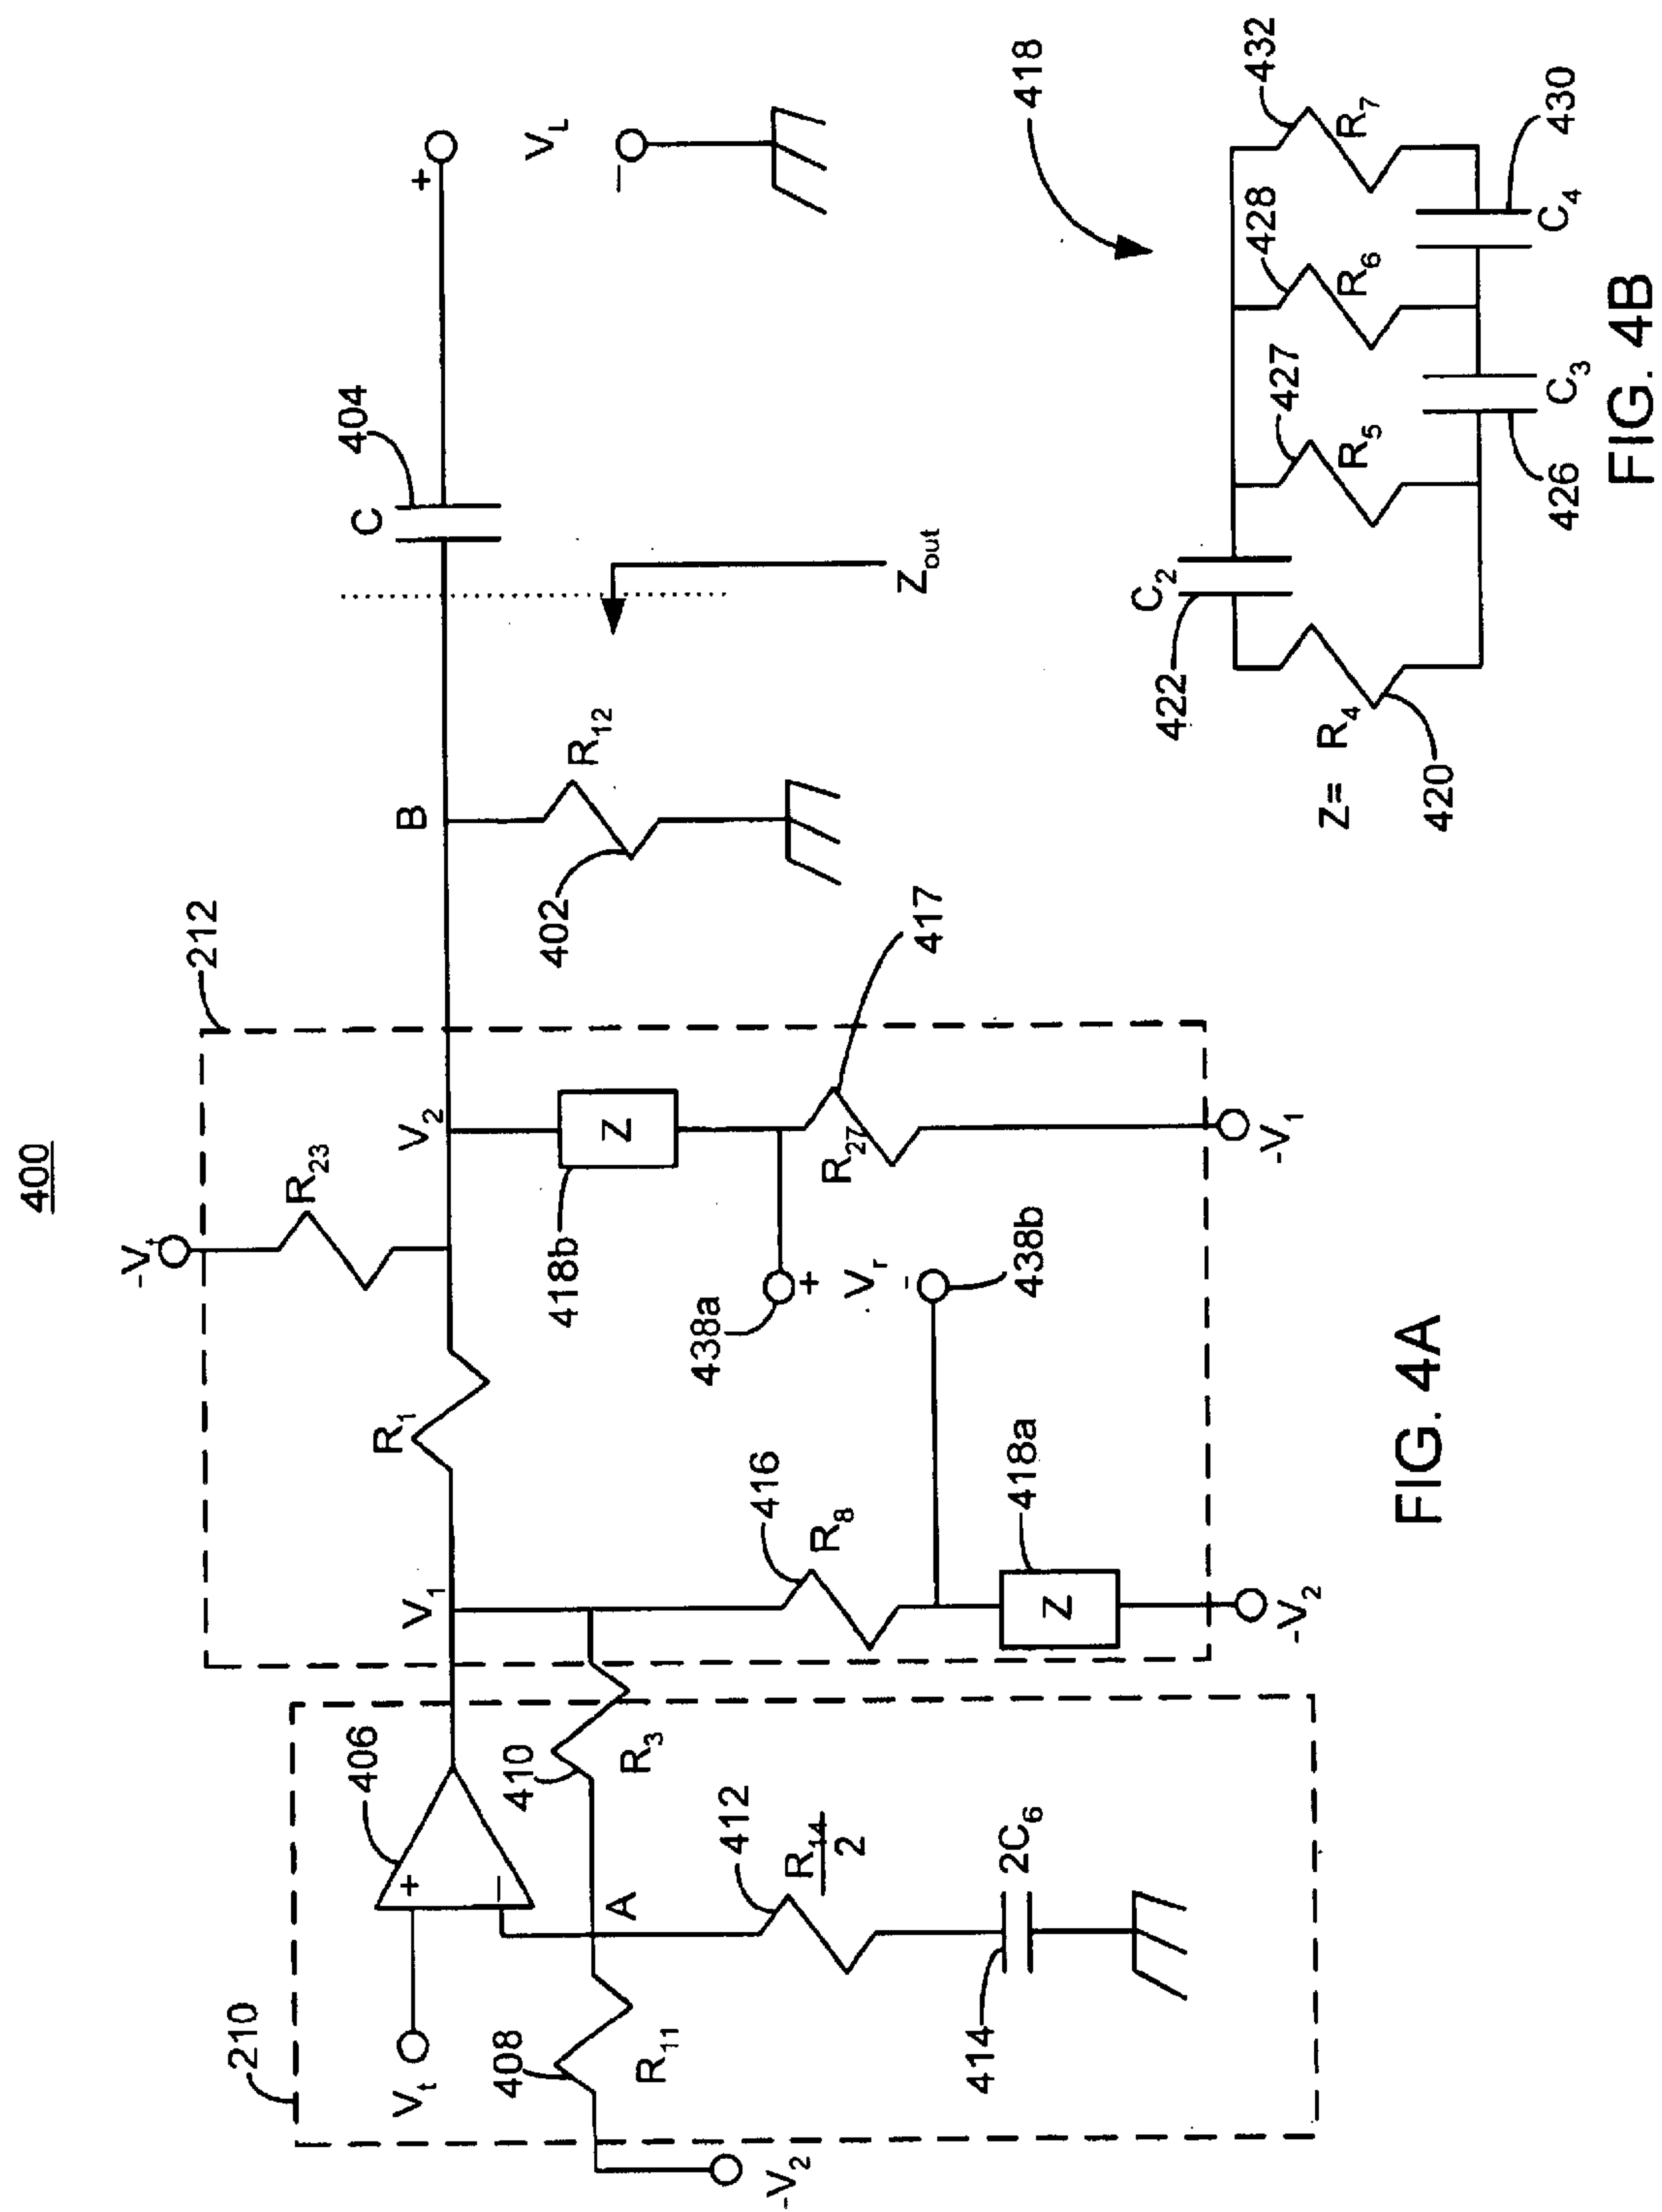 400
210
V_t
408
R_11
-V_2
406
+
−
A
410
R_3
412
R_14
2
414
2C_6
212
-V_t
R_23
V_1
R_1
V_2
416
R_8
418a
Z
-V_2
418b
Z
438a
+
V_r
−
438b
R_27
417
-V_1
B
402
R_12
C
404
Z_out
+
V_L
−
FIG. 4A
418
Z=
R_4
420
422
C_2
427
R_5
426
C_3
428
R_6
430
C_4
432
R_7
FIG. 4B